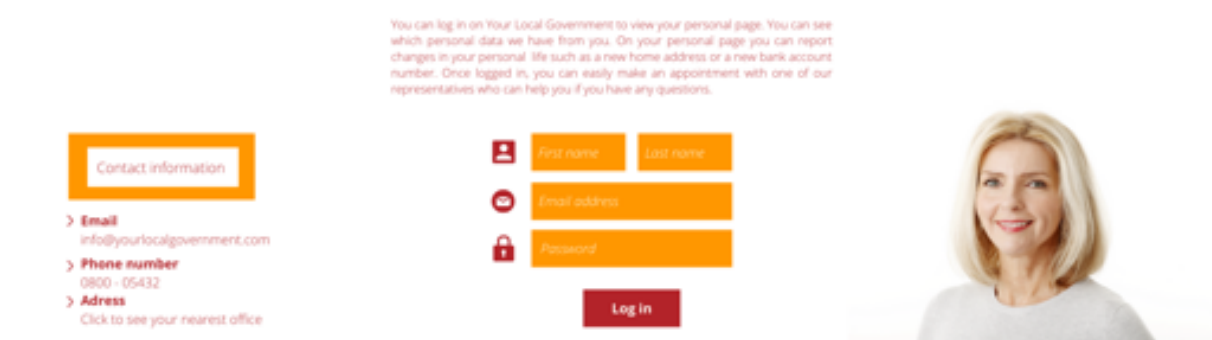 You can log in on Your Local Government to view your personal page. You can see
which personal data we have from you. On your personal page you can report
changes in your personal life such as a new home address or a new bank account
number. Once logged in, you can easily make an appointment with one of our
representatives who can help you if you have any questions.
Contact information
Email
info@yourlocalgovernment.com
Phone number
0800 - 05432
Adress
Click to see your nearest office
First name Last name
Email address
Password
Log in